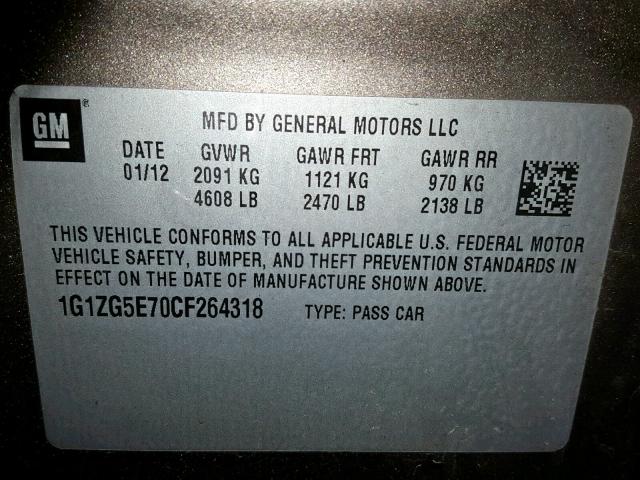 GM®
MFD BY GENERAL MOTORS LLC
DATE GVWR GAWR FRT GAWR RR
01/12 2091 KG 1121 KG 970 KG
4608 LB 2470 LB 2138 LB
THIS VEHICLE CONFORMS TO ALL APPLICABLE U.S. FEDERAL MOTOR
VEHICLE SAFETY, BUMPER, AND THEFT PREVENTION STANDARDS IN
EFFECT ON THE DATE OF MANUFACTURE SHOWN ABOVE.
1G1ZG5E70CF264318 TYPE: PASS CAR